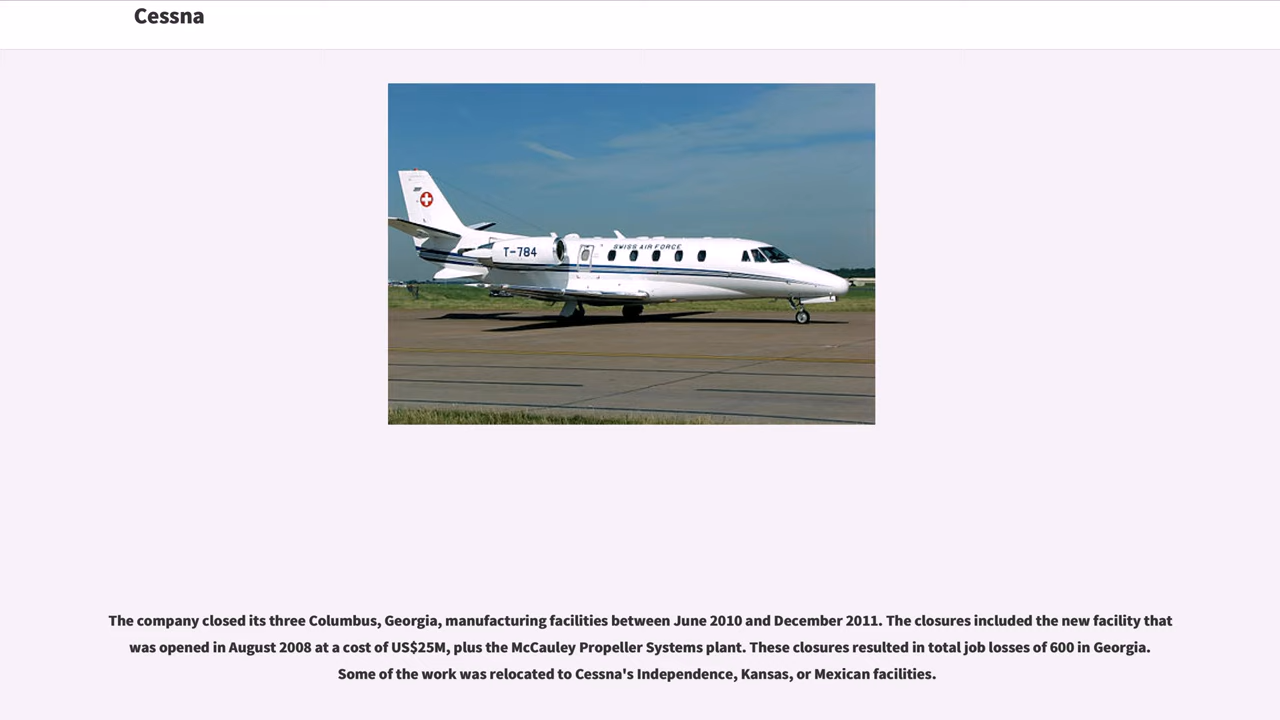 Cessna
T-784
SWISS AIR FORCE
The company closed its three Columbus, Georgia, manufacturing facilities between June 2010 and December 2011. The closures included the new facility that
was opened in August 2008 at a cost of US$25M, plus the McCauley Propeller Systems plant. These closures resulted in total job losses of 600 in Georgia.
Some of the work was relocated to Cessna's Independence, Kansas, or Mexican facilities.